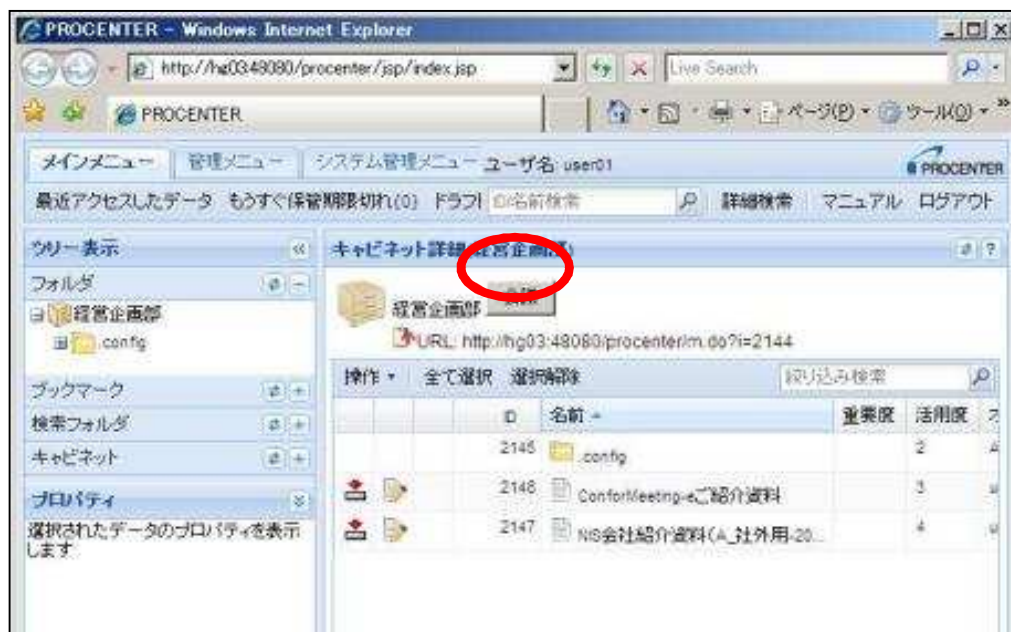 PROCENTER - Windows Internet Explorer
http://hg03:48080/procenter/jsp/index.jsp
Live Search
PROCENTER
ページ(P)
ツール(O)
メインメニュー 管理メニュー システム管理メニュー ユーザ名 user01
PROCENTER
最近アクセスしたデータ もうすぐ保管期限切れ(0) ドラフト ID/名前検索 詳細検索 マニュアル ログアウト
ツリー表示
キャビネット詳細(経営企画部)
フォルダ
経営企画部
.config
ブックマーク
検索フォルダ
キャビネット
プロパティ
選択されたデータのプロパティを表示
します
経営企画部
URL: http://hg03:48080/procenter/m.do?i=2144
操作 全て選択 選択解除 絞り込み検索
ID 名前 重要度 活用度
2145 .config 2
2148 ConforMeeting-eご紹介資料 3
2147 NIS会社紹介資料(A_社外用-20... 4